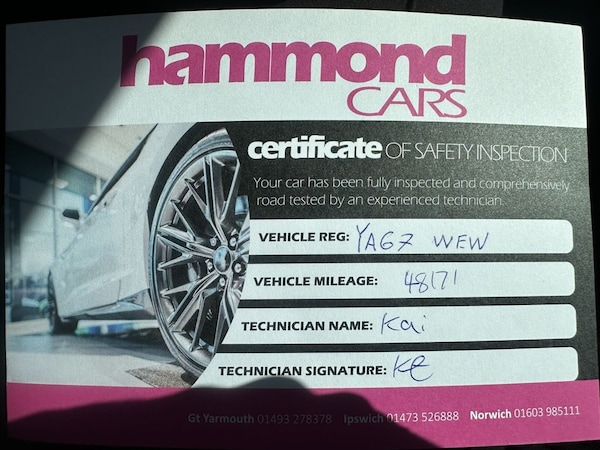 hammond
CARS
certificate OF SAFETY INSPECTION
Your car has been fully inspected and comprehensively
road tested by an experienced technician.
VEHICLE REG: YA67 WEW
VEHICLE MILEAGE: 48171
TECHNICIAN NAME: Kai
TECHNICIAN SIGNATURE:
Gt Yarmouth 01493 278378 Ipswich 01473 526888 Norwich 01603 985111